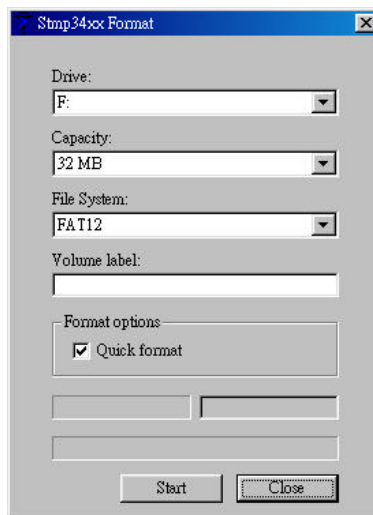 Stmp34xx Format
Drive:
F:
Capacity:
32 MB
File System:
FAT12
Volume label:
Format options
Quick format
Start
Close